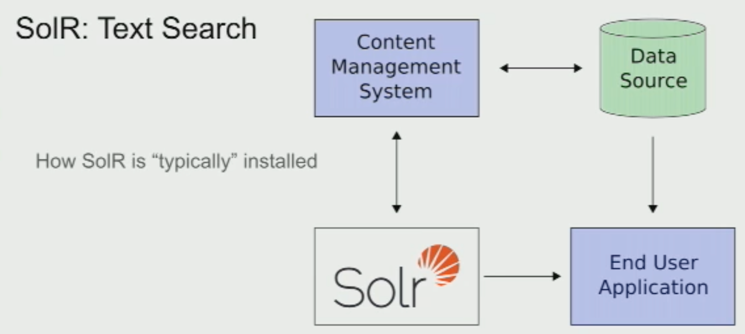 SolR: Text Search
Content
Management
System
Data
Source
How SolR is “typically” installed
Solr
End User
Application